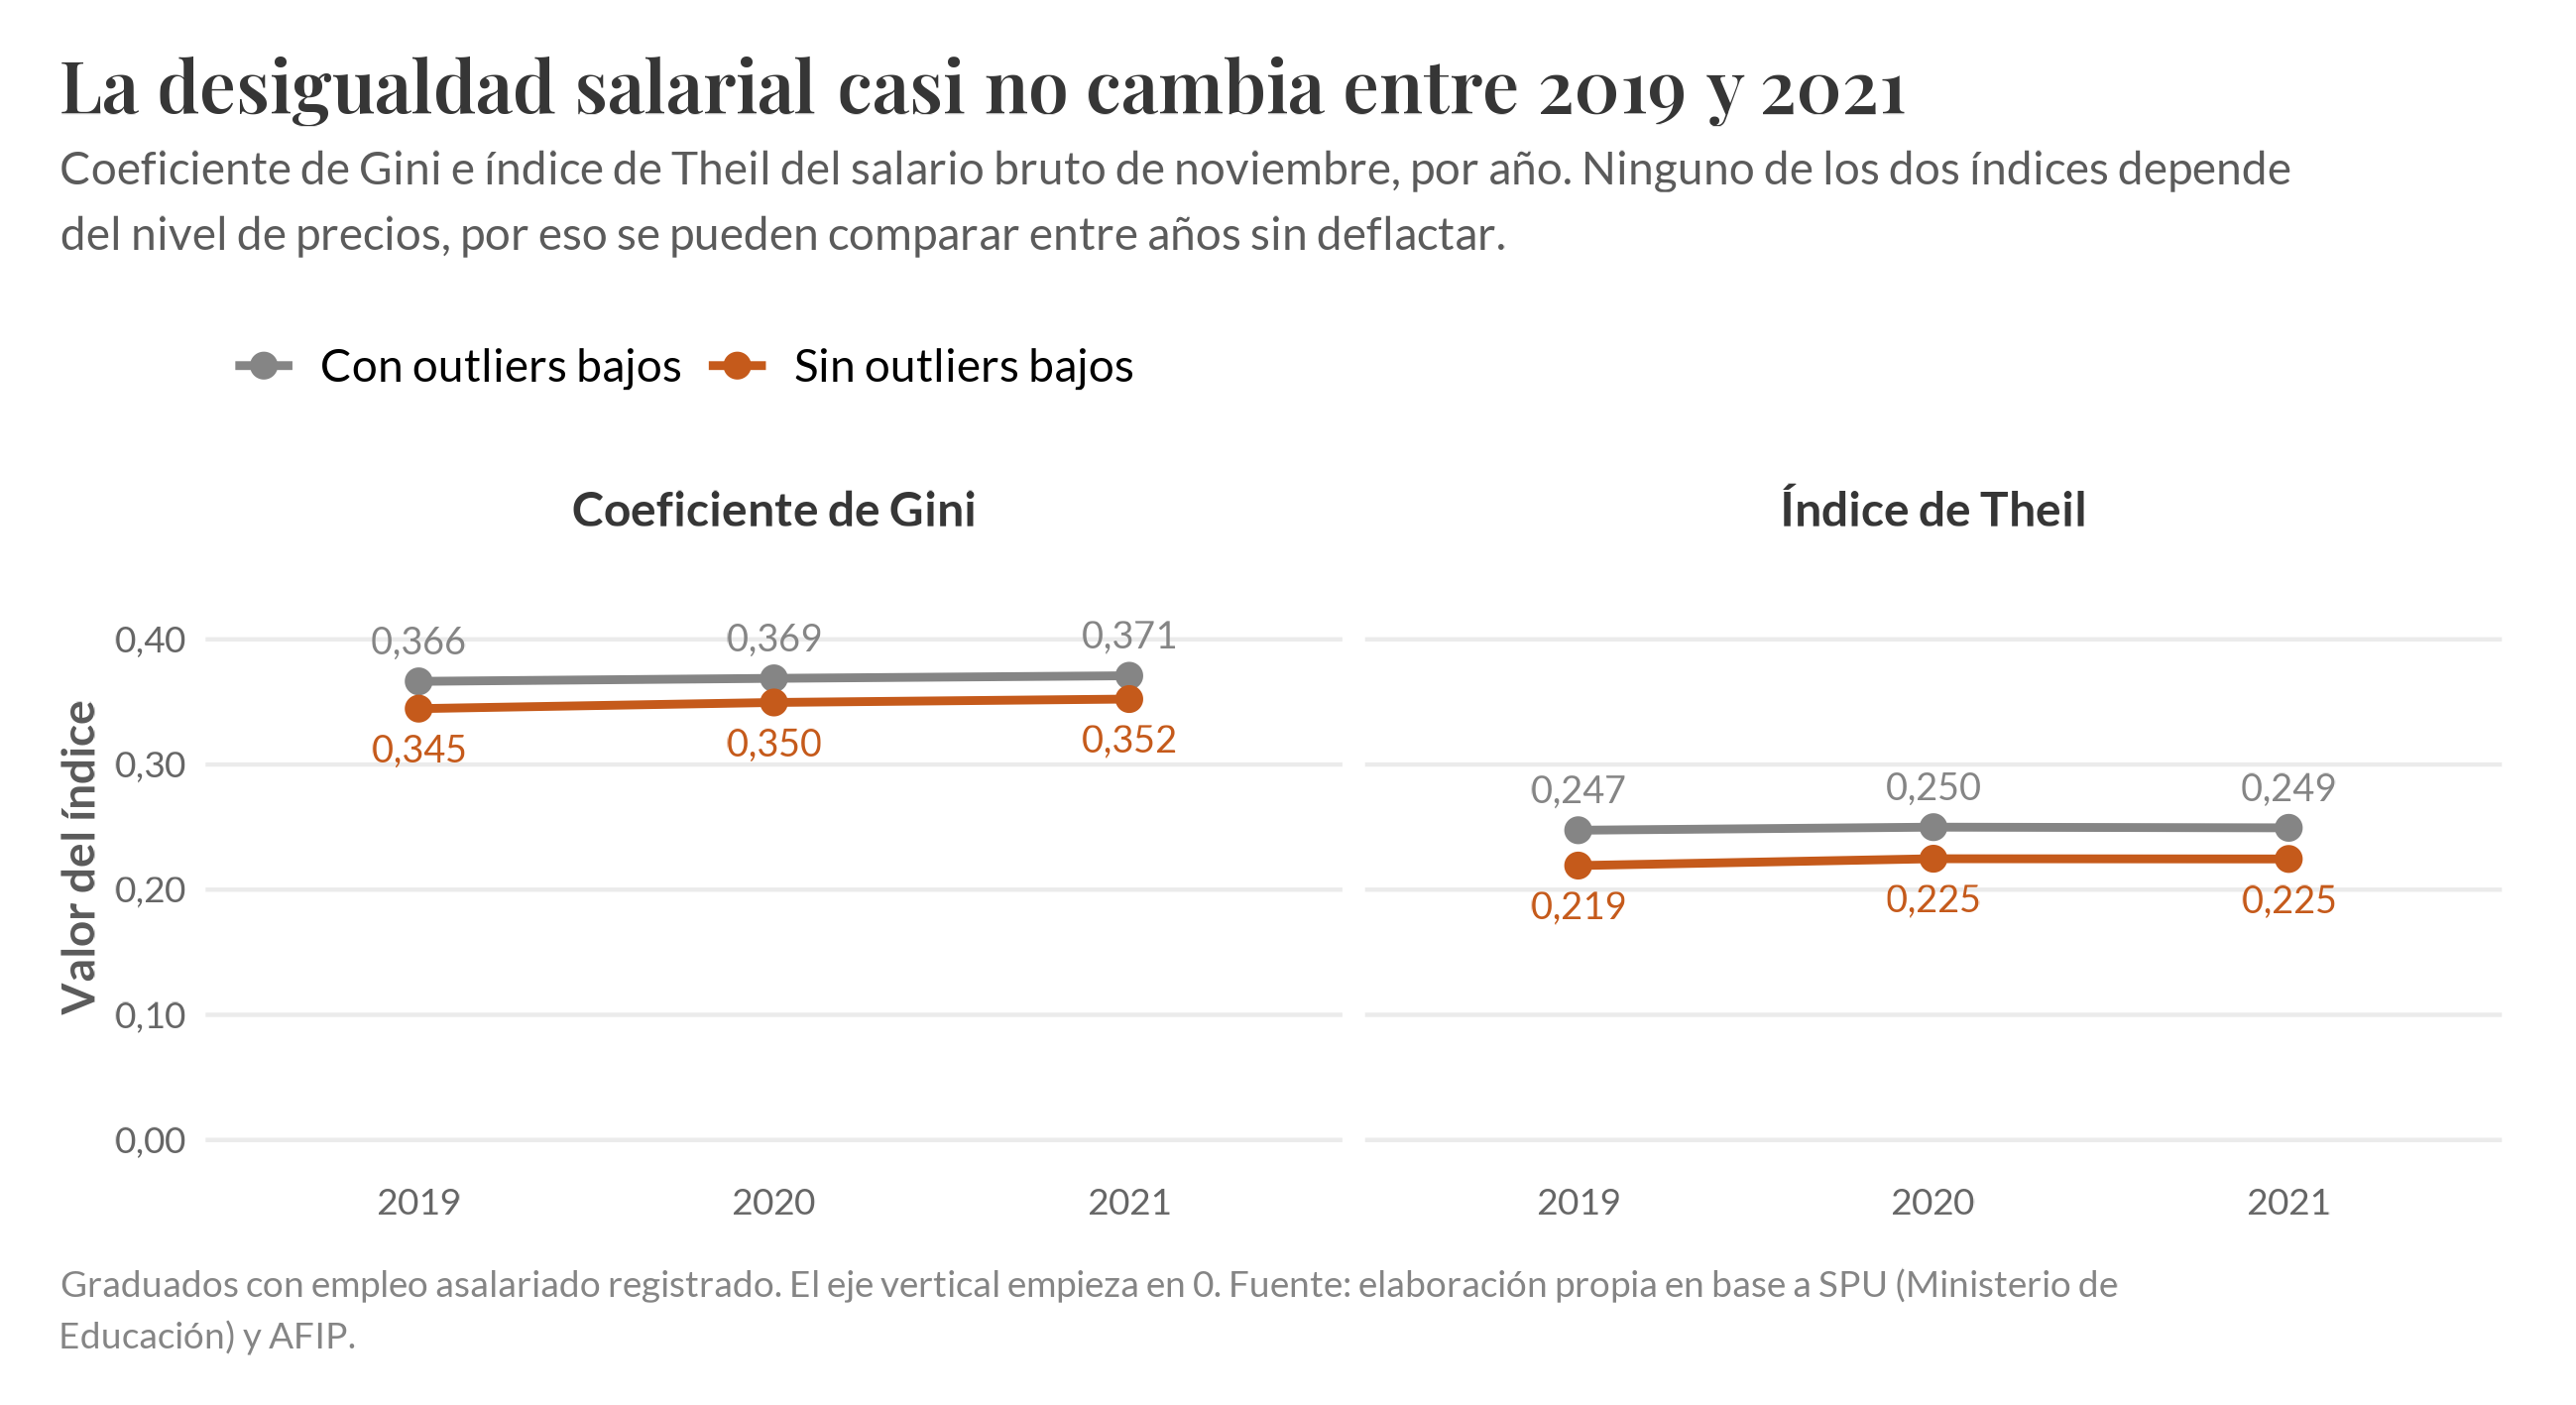 La desigualdad salarial casi no cambia entre 2019 y 2021
Coeficiente de Gini e índice de Theil del salario bruto de noviembre, por año. Ninguno de los dos índices depende
del nivel de precios, por eso se pueden comparar entre años sin deflactar.
Con outliers bajos Sin outliers bajos
Coeficiente de Gini
0,366 0,369 0,371
0,345 0,350 0,352
Índice de Theil
0,247 0,250 0,249
0,219 0,225 0,225
Valor del índice
0,40
0,30
0,20
0,10
0,00
2019 2020 2021
2019 2020 2021
Graduados con empleo asalariado registrado. El eje vertical empieza en 0. Fuente: elaboración propia en base a SPU (Ministerio de
Educación) y AFIP.